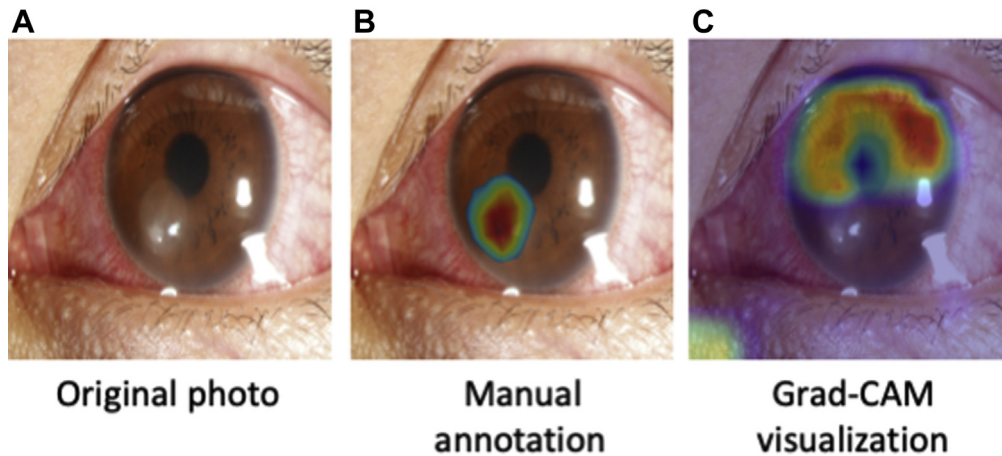 A
B
C
Original photo
Manual
annotation
Grad-CAM
visualization